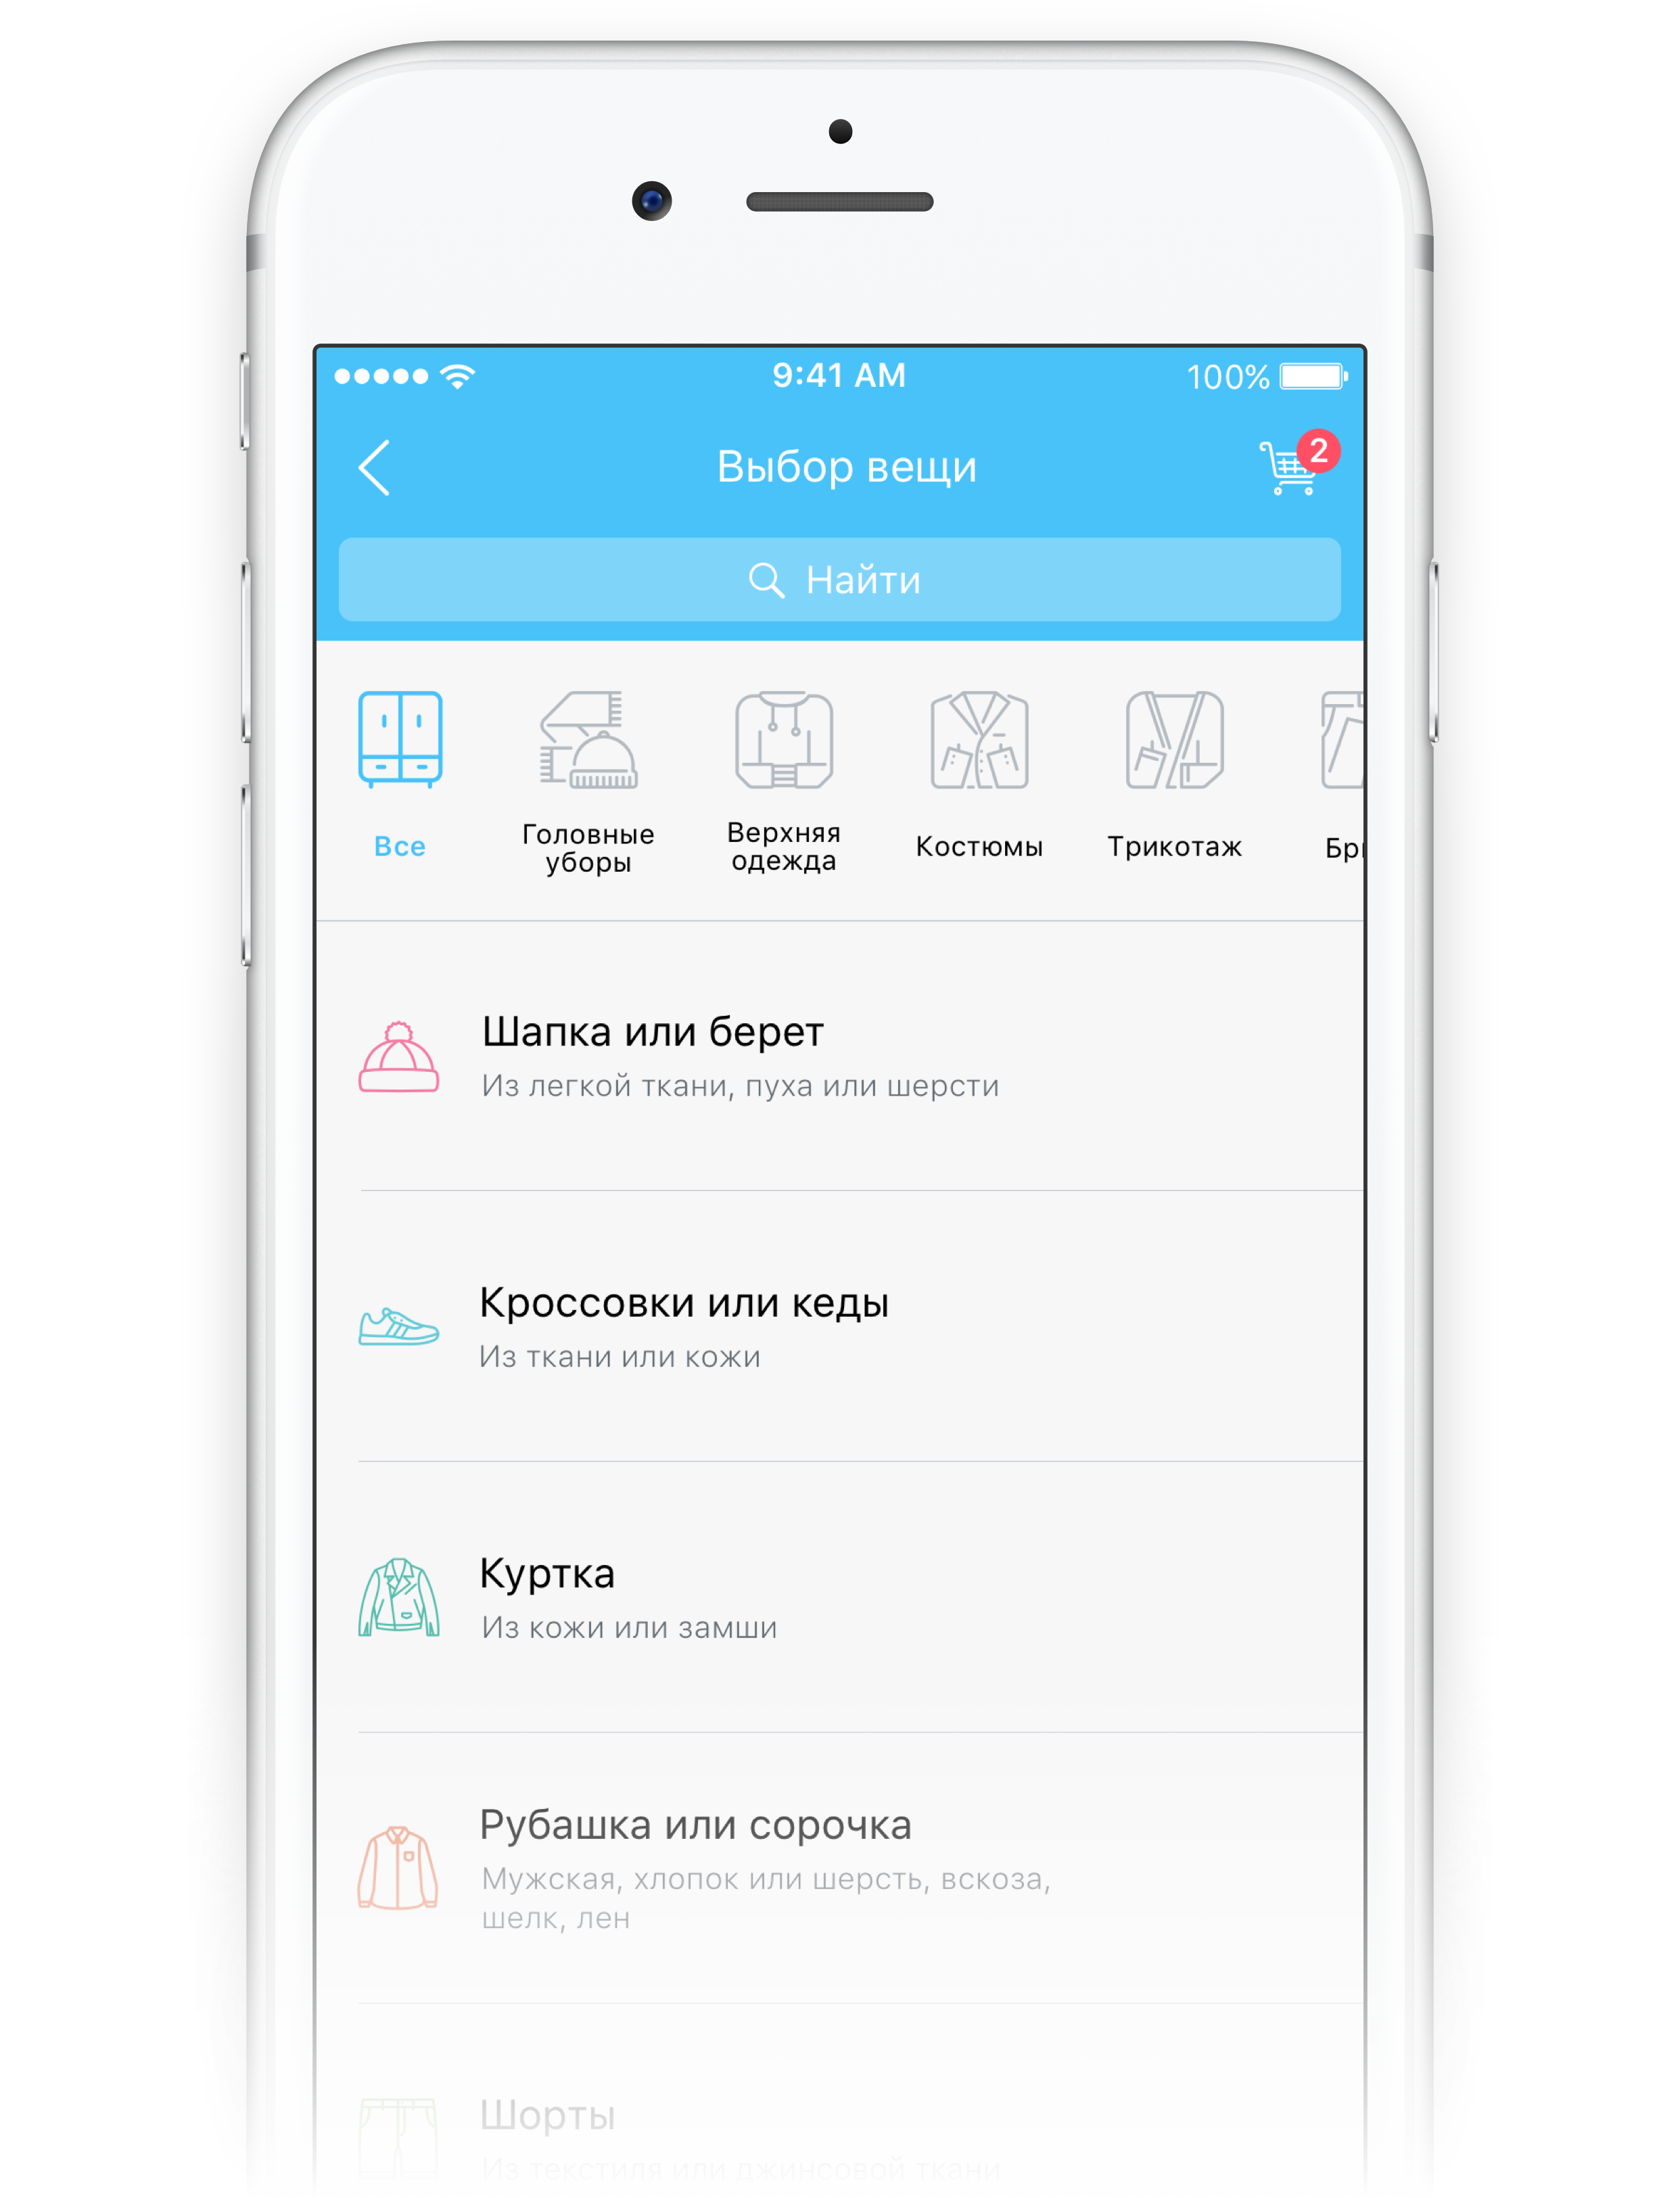 9:41 AM
100%
Выбор вещи
2
Найти
Все
Головные
уборы
Верхняя
одежда
Костюмы
Трикотаж
Шапка или берет
Из легкой ткани, пуха или шерсти
Кроссовки или кеды
Из ткани или кожи
Куртка
Из кожи или замши
Рубашка или сорочка
Мужская, хлопок или шерсть, вскоза,
шелк, лен
Шорты
Из текстиля или джинсовой ткани